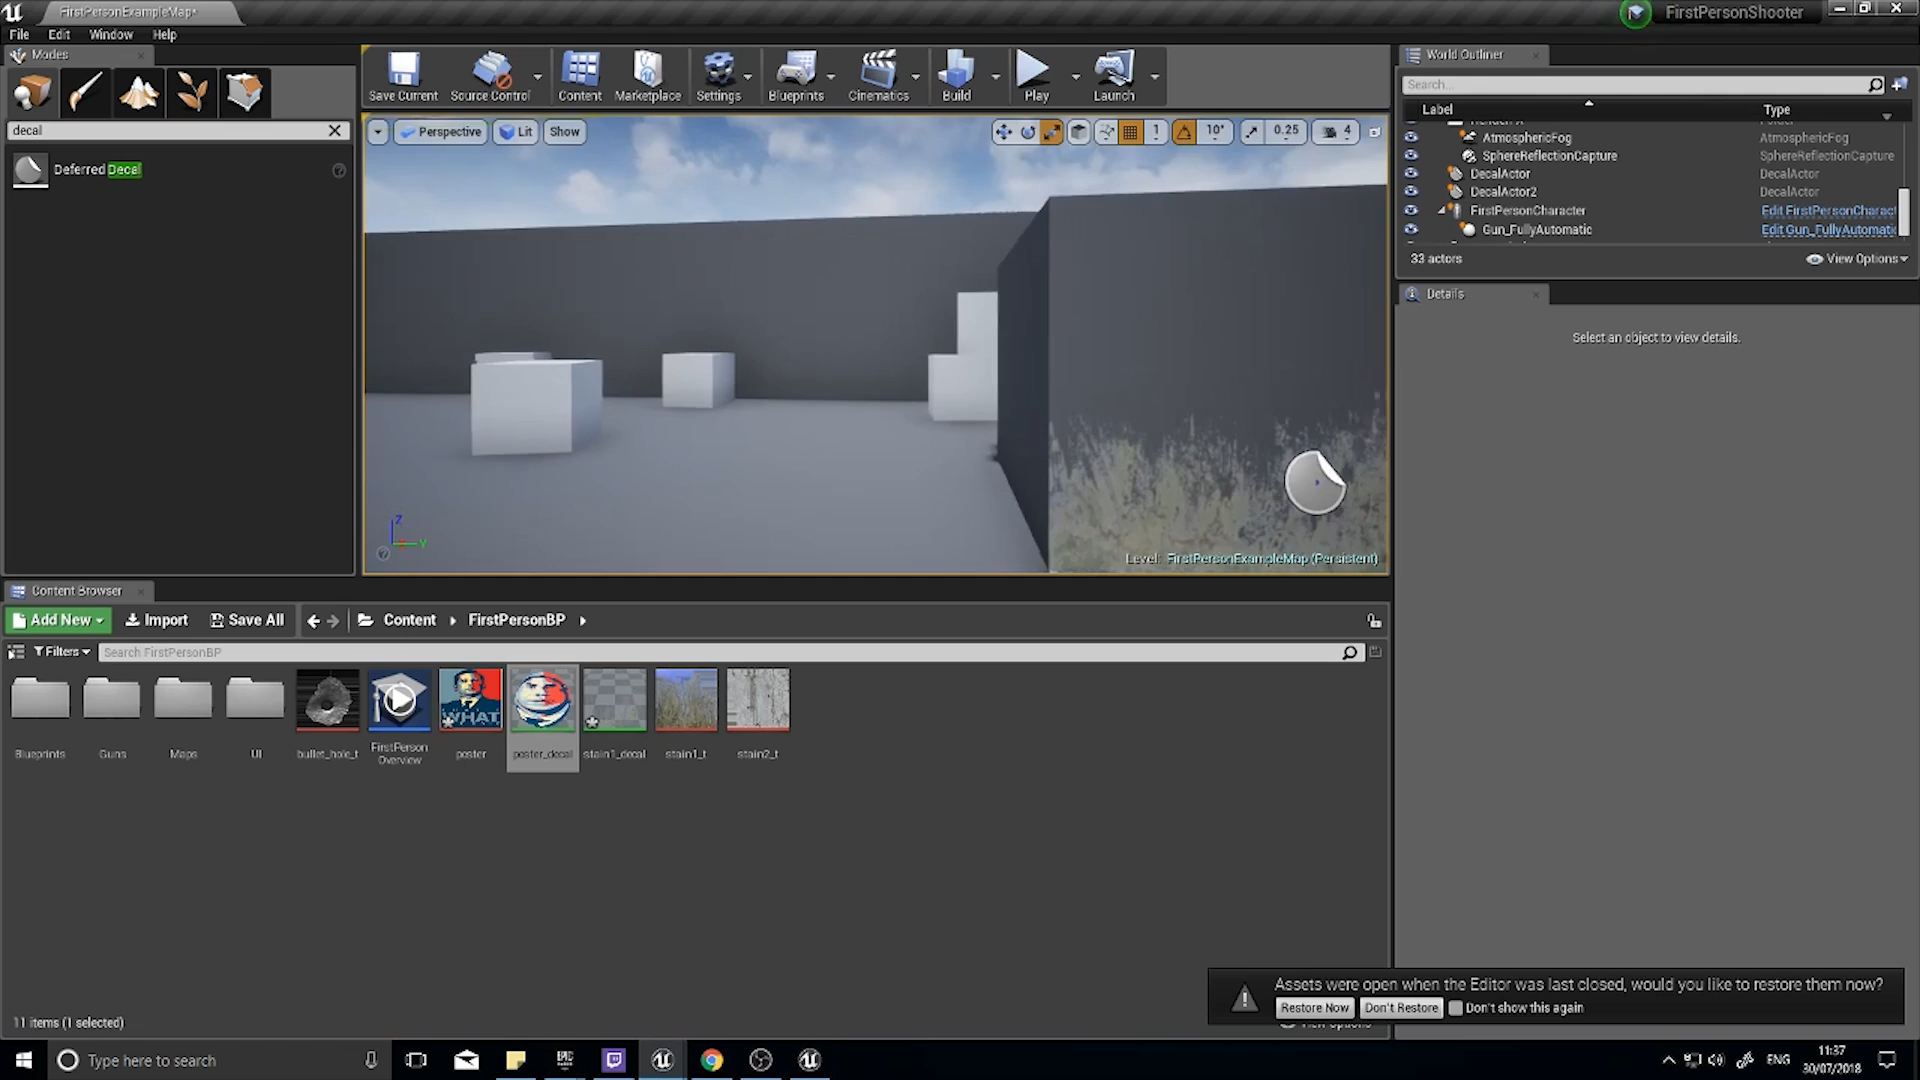 FirstPersonExampleMap*
FirstPersonShooter
File Edit Window Help
Modes
decal
Deferred Decal
Save Current
Source Control
Content
Marketplace
Settings
Blueprints
Cinematics
Build
Play
Launch
Perspective
Lit
Show
1
10°
0.25
4
Z
Y
Level: FirstPersonExampleMap (Persistent)
World Outliner
Search...
Label Type
AtmosphericFog AtmosphericFog
SphereReflectionCapture SphereReflectionCapture
DecalActor DecalActor
DecalActor2 DecalActor
FirstPersonCharacter Edit FirstPersonCharact
Gun_FullyAutomatic Edit Gun_FullyAutomatic
33 actors
View Options
Details
Select an object to view details.
Content Browser
Add New
Import
Save All
Content
FirstPersonBP
Filters
Search FirstPersonBP
WHAT
Blueprints
Guns
Maps
UI
bullet_hole_t
FirstPerson
Overview
poster
poster_decal
stain1_decal
stain1_t
stain2_t
11 items (1 selected)
Assets were open when the Editor was last closed, would you like to restore them now?
Restore Now
Don't Restore
Don't show this again
View Options
Type here to search
EPIC
ENG
11:37
30/07/2018